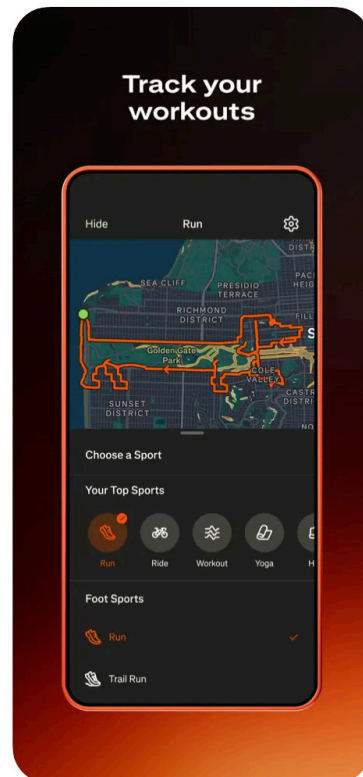 Track your
workouts
Hide
Run
SEA CLIFF
PRESIDIO
TERRACE
RICHMOND
DISTRICT
Golden Gate
Park
COLE
VALLEY
SUNSET
DISTRICT
Choose a Sport
Your Top Sports
Run
Ride
Workout
Yoga
Foot Sports
Run
Trail Run